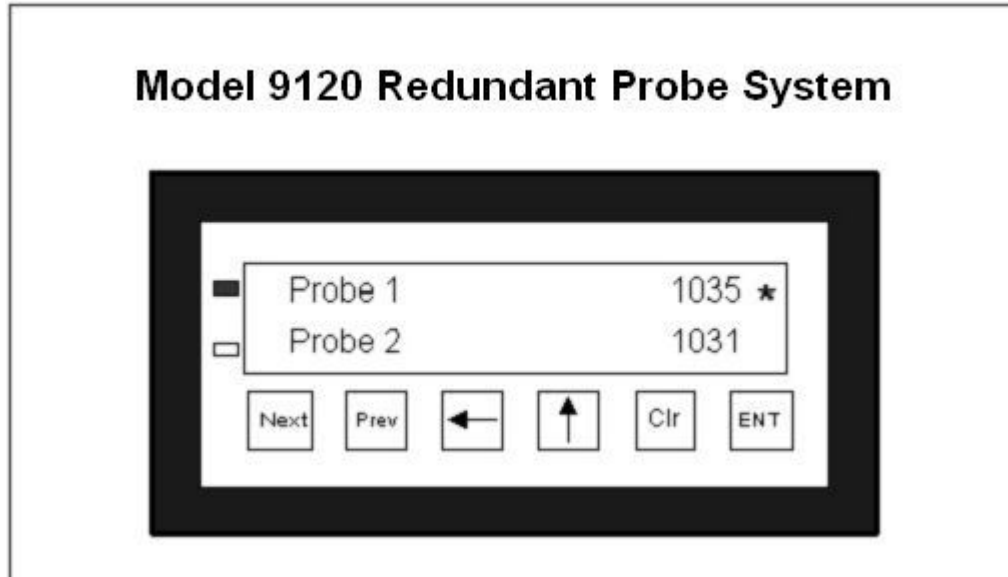 Model 9120 Redundant Probe System
Probe 1 1035 *
Probe 2 1031
Next Prev ← ↑ Clr ENT